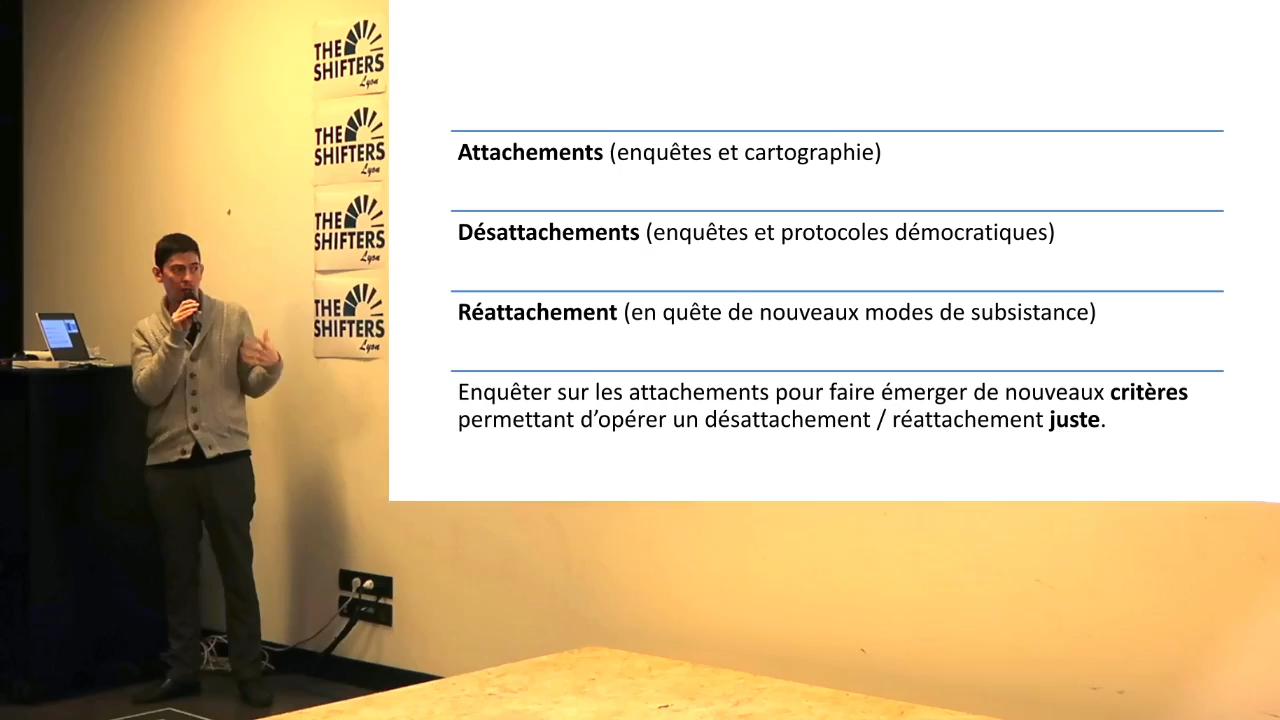 THE
SHIFTERS
Lyon
THE
SHIFTERS
Lyon
THE
SHIFTERS
Lyon
THE
SHIFTERS
Lyon
Attachements (enquêtes et cartographie)
Désattachements (enquêtes et protocoles démocratiques)
Réattachement (en quête de nouveaux modes de subsistance)
Enquêter sur les attachements pour faire émerger de nouveaux critères
permettant d’opérer un désattachement / réattachement juste.